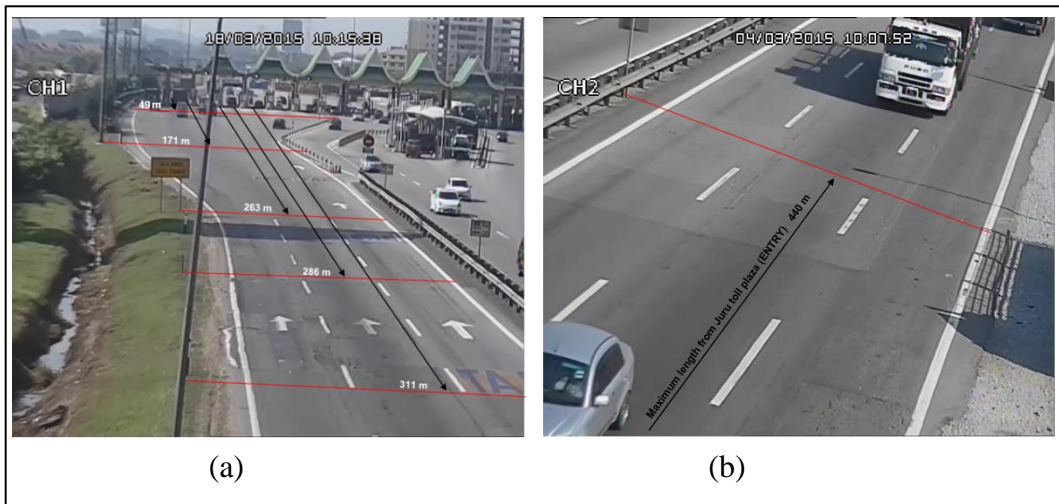 18/03/2015 10:15:38
CH1
49 m
171 m
263 m
286 m
311 m
04/03/2015 10:07:52
CH2
Maximum length from Juru toll plaza (ENTRY) 440 m
(a)
(b)